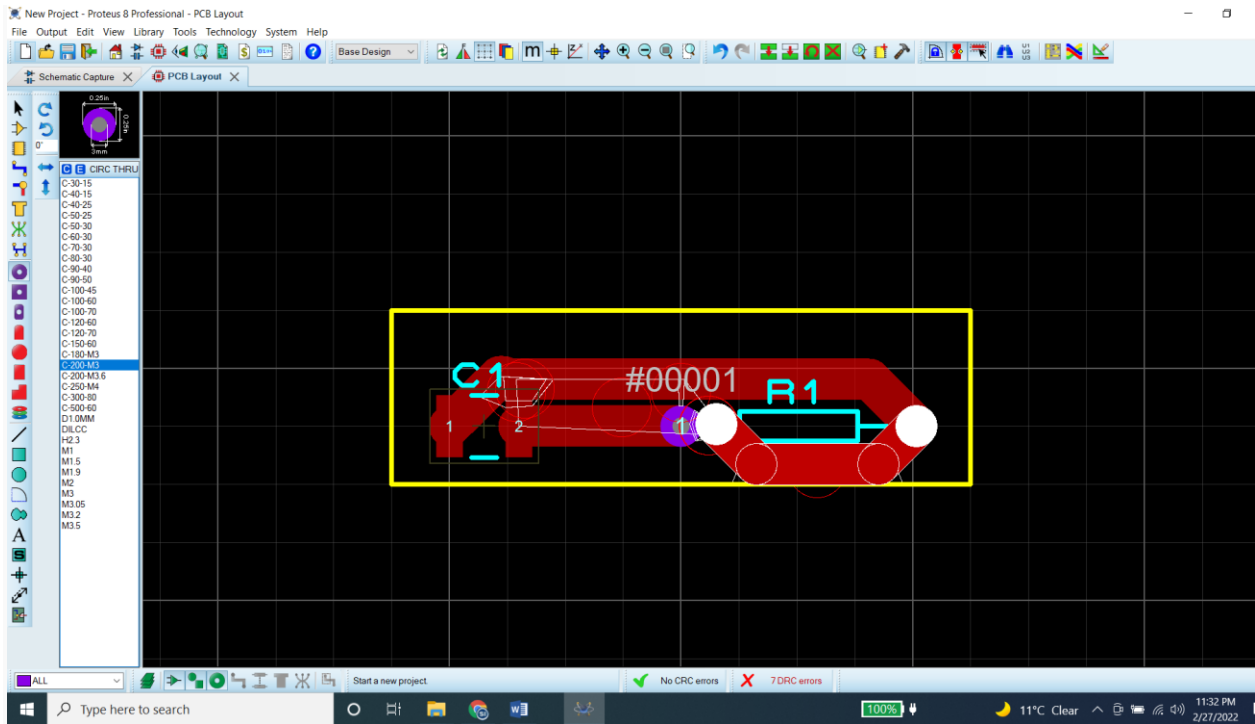 New Project - Proteus 8 Professional - PCB Layout
File Output Edit View Library Tools Technology System Help
Base Design
Schematic Capture
PCB Layout
0.25in
0.25in
3mm
0°
C E CIRC THRU
C-30-15
C-40-15
C-40-25
C-50-25
C-50-30
C-60-30
C-70-30
C-80-30
C-90-40
C-90-50
C-100-45
C-100-60
C-100-70
C-120-60
C-120-70
C-150-60
C-180-M3
C-200-M3
C-200-M3.6
C-250-M4
C-300-80
C-500-60
D1.0MM
DILCC
H2.3
M1
M1.5
M1.9
M2
M3
M3.05
M3.2
M3.5
C1
#00001
R1
1 2 1
ALL
Start a new project.
No CRC errors
7 DRC errors
Type here to search
100%
11°C Clear
11:32 PM
2/27/2022